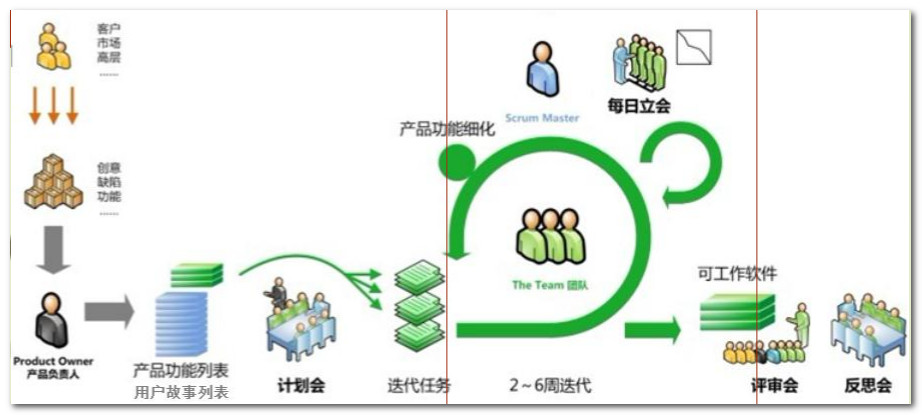 客户
市场
高层
......
创意
缺陷
功能
......
Product Owner
产品负责人
产品功能列表
用户故事列表
计划会
迭代任务
产品功能细化
Scrum Master
每日立会
The Team 团队
2～6周迭代
可工作软件
评审会
反思会